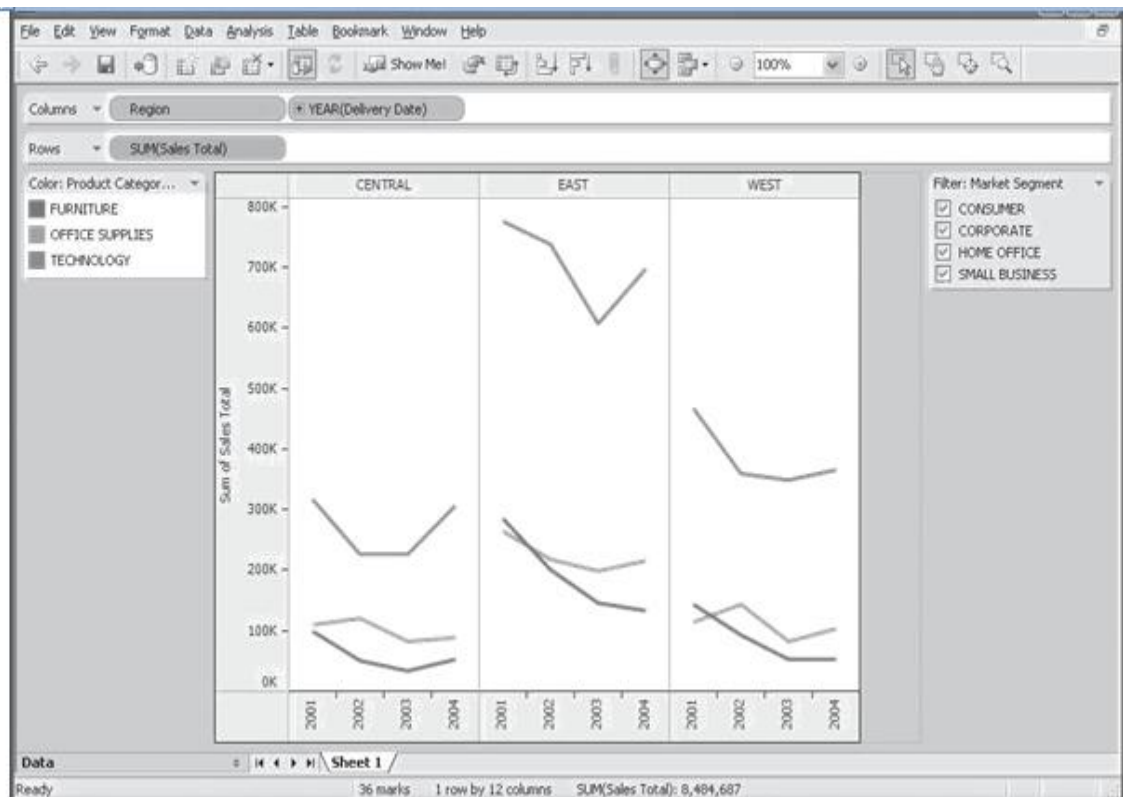 File Edit View Format Data Analysis Table Bookmark Window Help
Show Me! 100%
Columns Region + YEAR(Delivery Date)
Rows SUM(Sales Total)
Color: Product Categor...
FURNITURE
OFFICE SUPPLIES
TECHNOLOGY
CENTRAL EAST WEST
800K
700K
600K
500K
400K
300K
200K
100K
0K
Sum of Sales Total
2001 2002 2003 2004 2001 2002 2003 2004 2001 2002 2003 2004
Filter: Market Segment
CONSUMER
CORPORATE
HOME OFFICE
SMALL BUSINESS
Data Sheet 1
Ready 36 marks 1 row by 12 columns SUM(Sales Total): 8,484,687